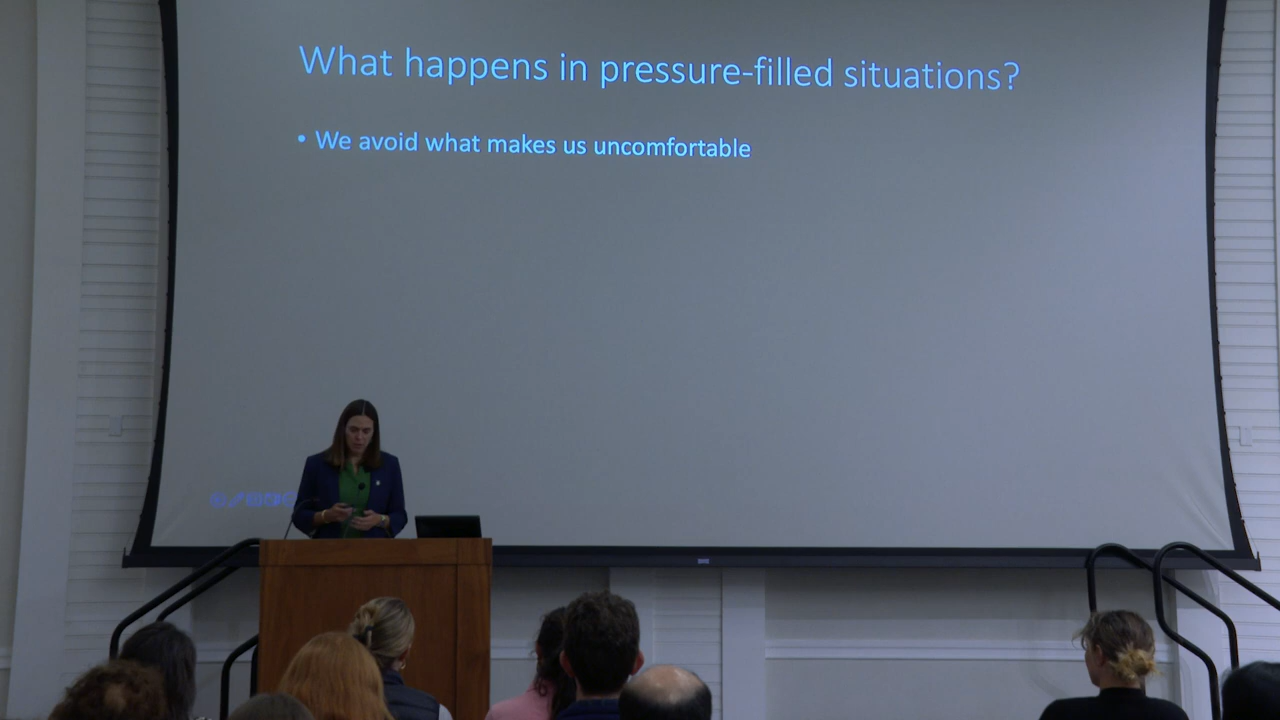 What happens in pressure-filled situations?
• We avoid what makes us uncomfortable